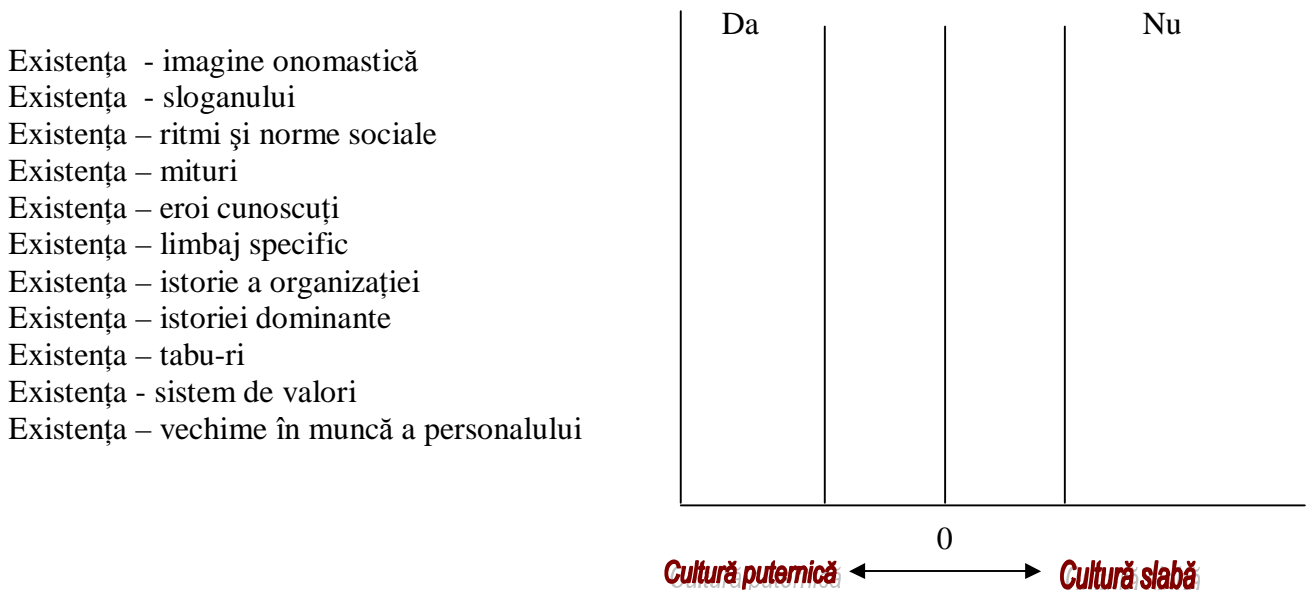 Da Nu
Existența - imagine onomastică
Existența - sloganului
Existența – ritmi şi norme sociale
Existența – mituri
Existența – eroi cunoscuți
Existența – limbaj specific
Existența – istorie a organizației
Existența – istoriei dominante
Existența – tabu-ri
Existența - sistem de valori
Existența – vechime în muncă a personalului
0
Cultură puternică Cultură slabă